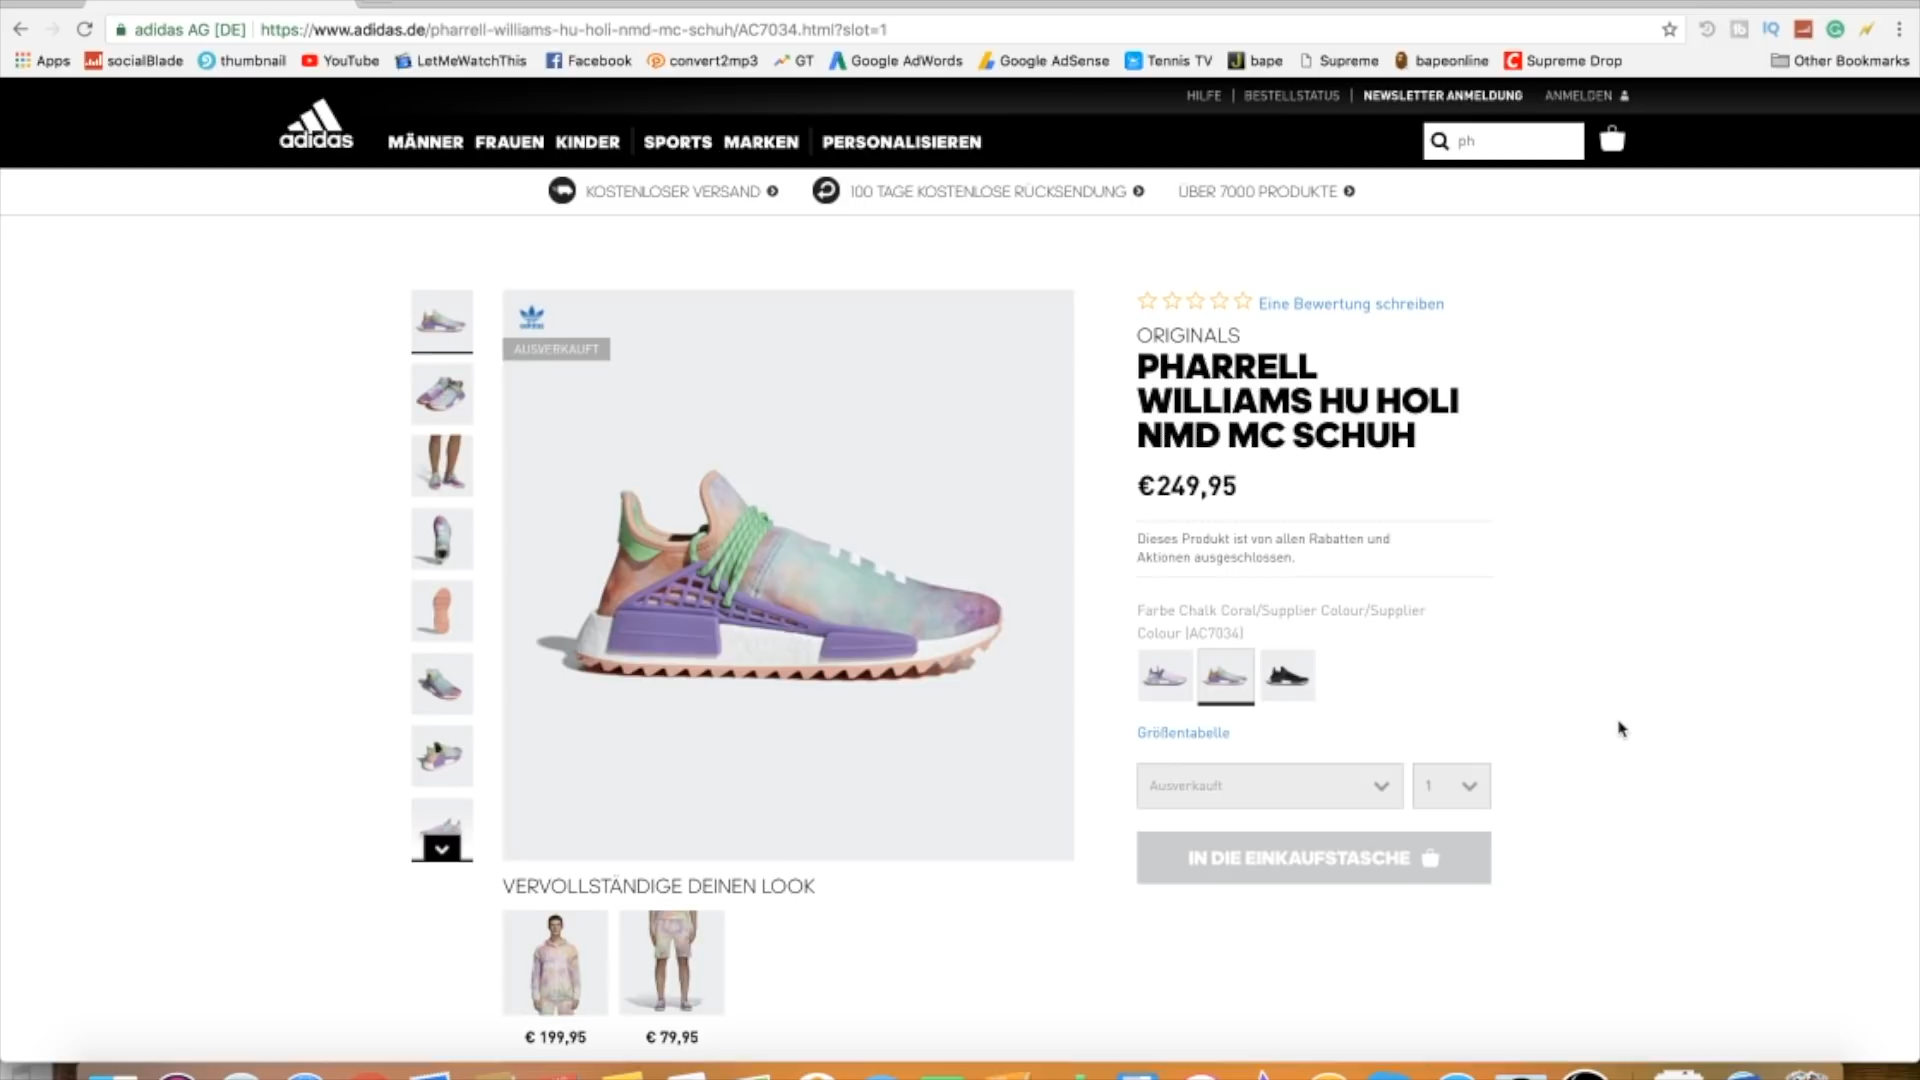 adidas AG [DE] https://www.adidas.de/pharrell-williams-hu-holi-nmd-mc-schuh/AC7034.html?slot=1
Apps socialBlade thumbnail YouTube LetMeWatchThis Facebook convert2mp3 GT Google AdWords Google AdSense Tennis TV bape Supreme bapeonline Supreme Drop Other Bookmarks
HILFE | BESTELLSTATUS | NEWSLETTER ANMELDUNG ANMELDEN
adidas MÄNNER FRAUEN KINDER SPORTS MARKEN PERSONALISIEREN ph
KOSTENLOSER VERSAND 100 TAGE KOSTENLOSE RÜCKSENDUNG ÜBER 7000 PRODUKTE
AUSVERKAUFT
Eine Bewertung schreiben
ORIGINALS
PHARRELL
WILLIAMS HU HOLI
NMD MC SCHUH
€249,95
Dieses Produkt ist von allen Rabatten und
Aktionen ausgeschlossen.
Farbe Chalk Coral/Supplier Colour/Supplier
Colour (AC7034)
Größentabelle
Ausverkauft 1
IN DIE EINKAUFSTASCHE
VERVOLLSTÄNDIGE DEINEN LOOK
€ 199,95 € 79,95